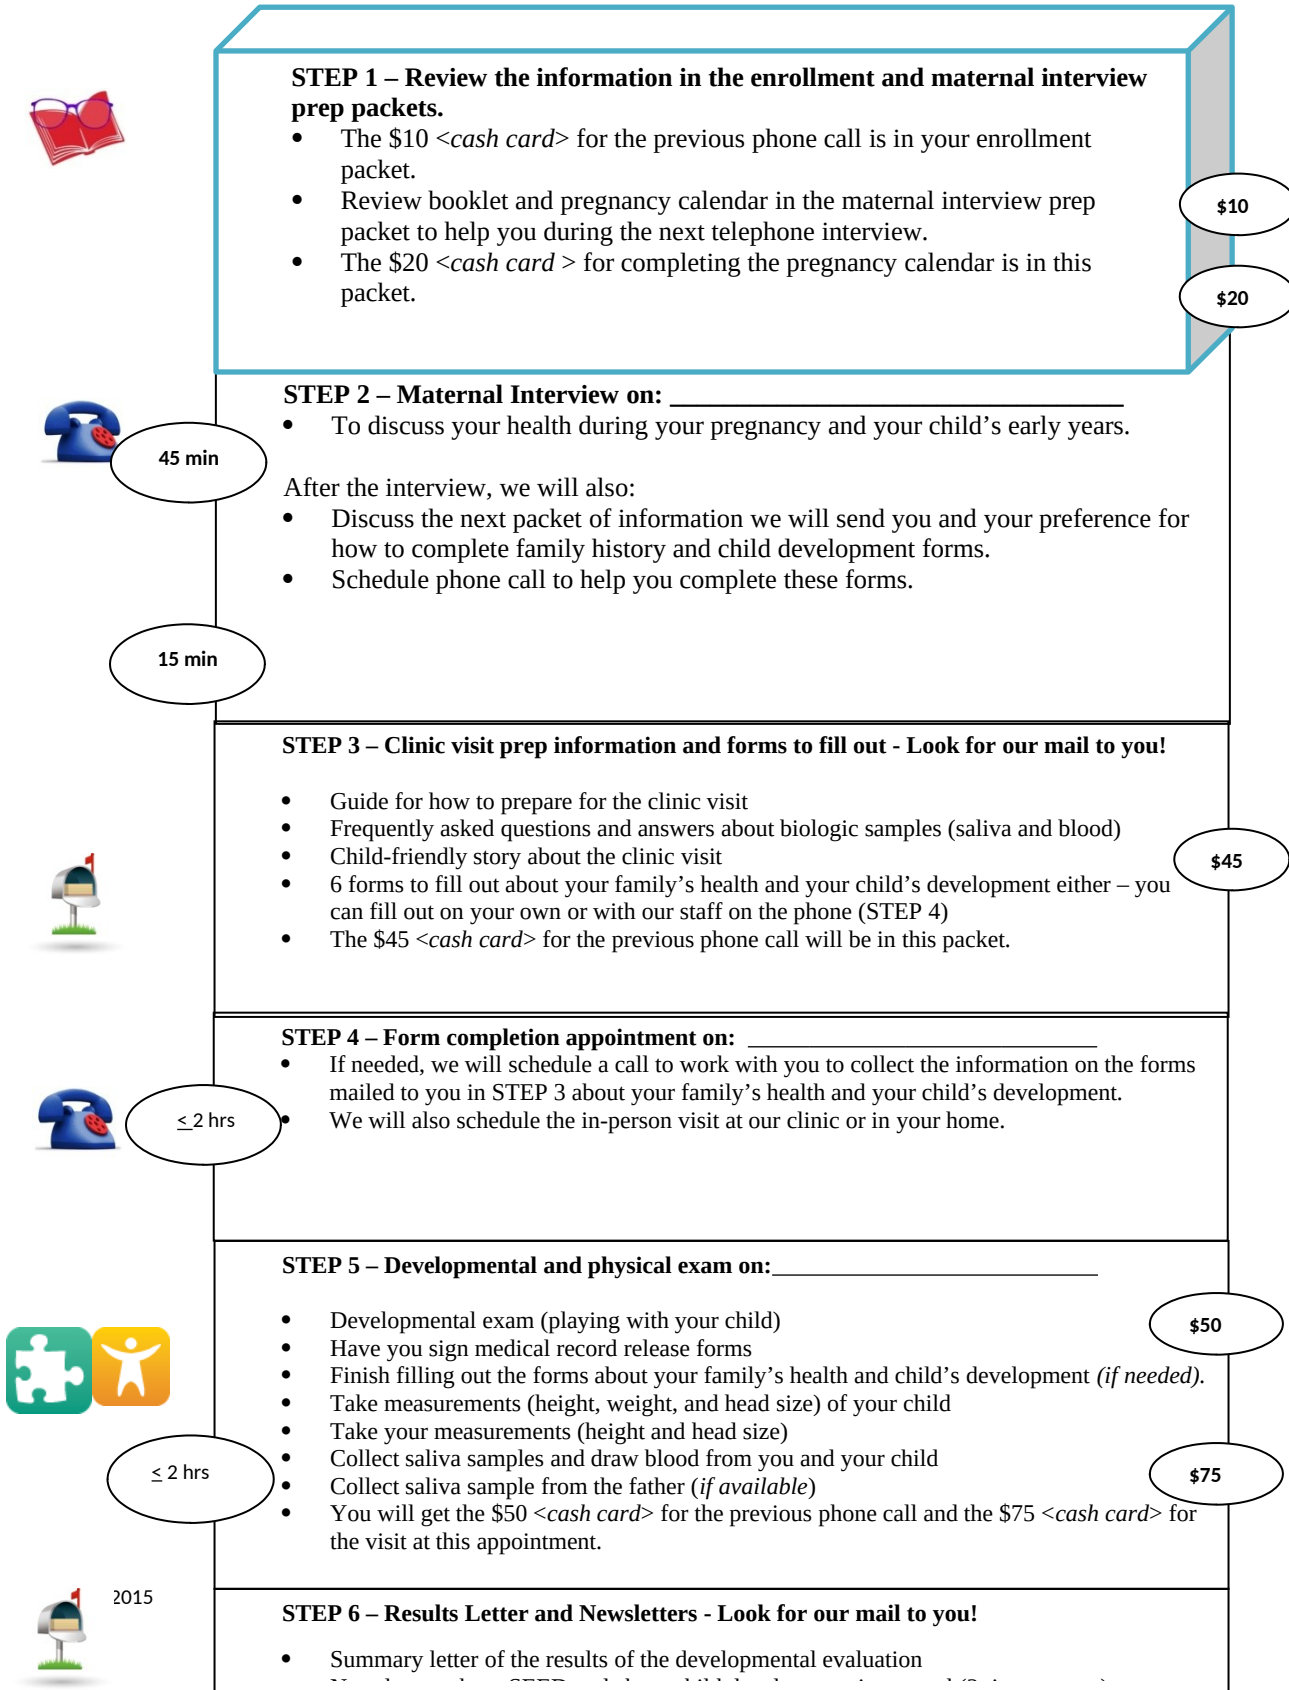 STEP 1 – Review the information in the enrollment and maternal interview
prep packets.
• The $10 <cash card> for the previous phone call is in your enrollment
packet.
• Review booklet and pregnancy calendar in the maternal interview prep
packet to help you during the next telephone interview.
• The $20 <cash card > for completing the pregnancy calendar is in this
packet.
$10
$20
STEP 2 – Maternal Interview on: ___________________________________
• To discuss your health during your pregnancy and your child’s early years.
45 min
After the interview, we will also:
• Discuss the next packet of information we will send you and your preference for
how to complete family history and child development forms.
• Schedule phone call to help you complete these forms.
15 min
STEP 3 – Clinic visit prep information and forms to fill out - Look for our mail to you!
• Guide for how to prepare for the clinic visit
• Frequently asked questions and answers about biologic samples (saliva and blood)
• Child-friendly story about the clinic visit
• 6 forms to fill out about your family’s health and your child’s development either – you
can fill out on your own or with our staff on the phone (STEP 4)
• The $45 <cash card> for the previous phone call will be in this packet.
$45
STEP 4 – Form completion appointment on: ______________________________
• If needed, we will schedule a call to work with you to collect the information on the forms
mailed to you in STEP 3 about your family’s health and your child’s development.
• We will also schedule the in-person visit at our clinic or in your home.
< 2 hrs
STEP 5 – Developmental and physical exam on:____________________________
• Developmental exam (playing with your child)
• Have you sign medical record release forms
• Finish filling out the forms about your family’s health and child’s development (if needed).
• Take measurements (height, weight, and head size) of your child
• Take your measurements (height and head size)
• Collect saliva samples and draw blood from you and your child
• Collect saliva sample from the father (if available)
• You will get the $50 <cash card> for the previous phone call and the $75 <cash card> for
the visit at this appointment.
$50
$75
< 2 hrs
2015
STEP 6 – Results Letter and Newsletters - Look for our mail to you!
• Summary letter of the results of the developmental evaluation